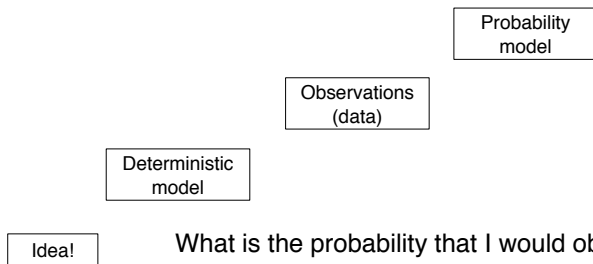 Probability
model
Observations
(data)
Deterministic
model
Idea!
What is the probability that I would